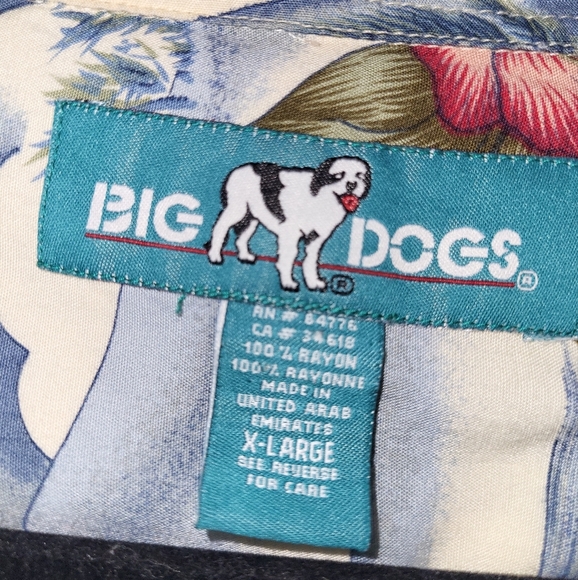 BIG DOGS®
®
RN # 64776
CA # 34618
100% RAYON
100% RAYONNE
MADE IN
UNITED ARAB
EMIRATES
X-LARGE
SEE REVERSE
FOR CARE